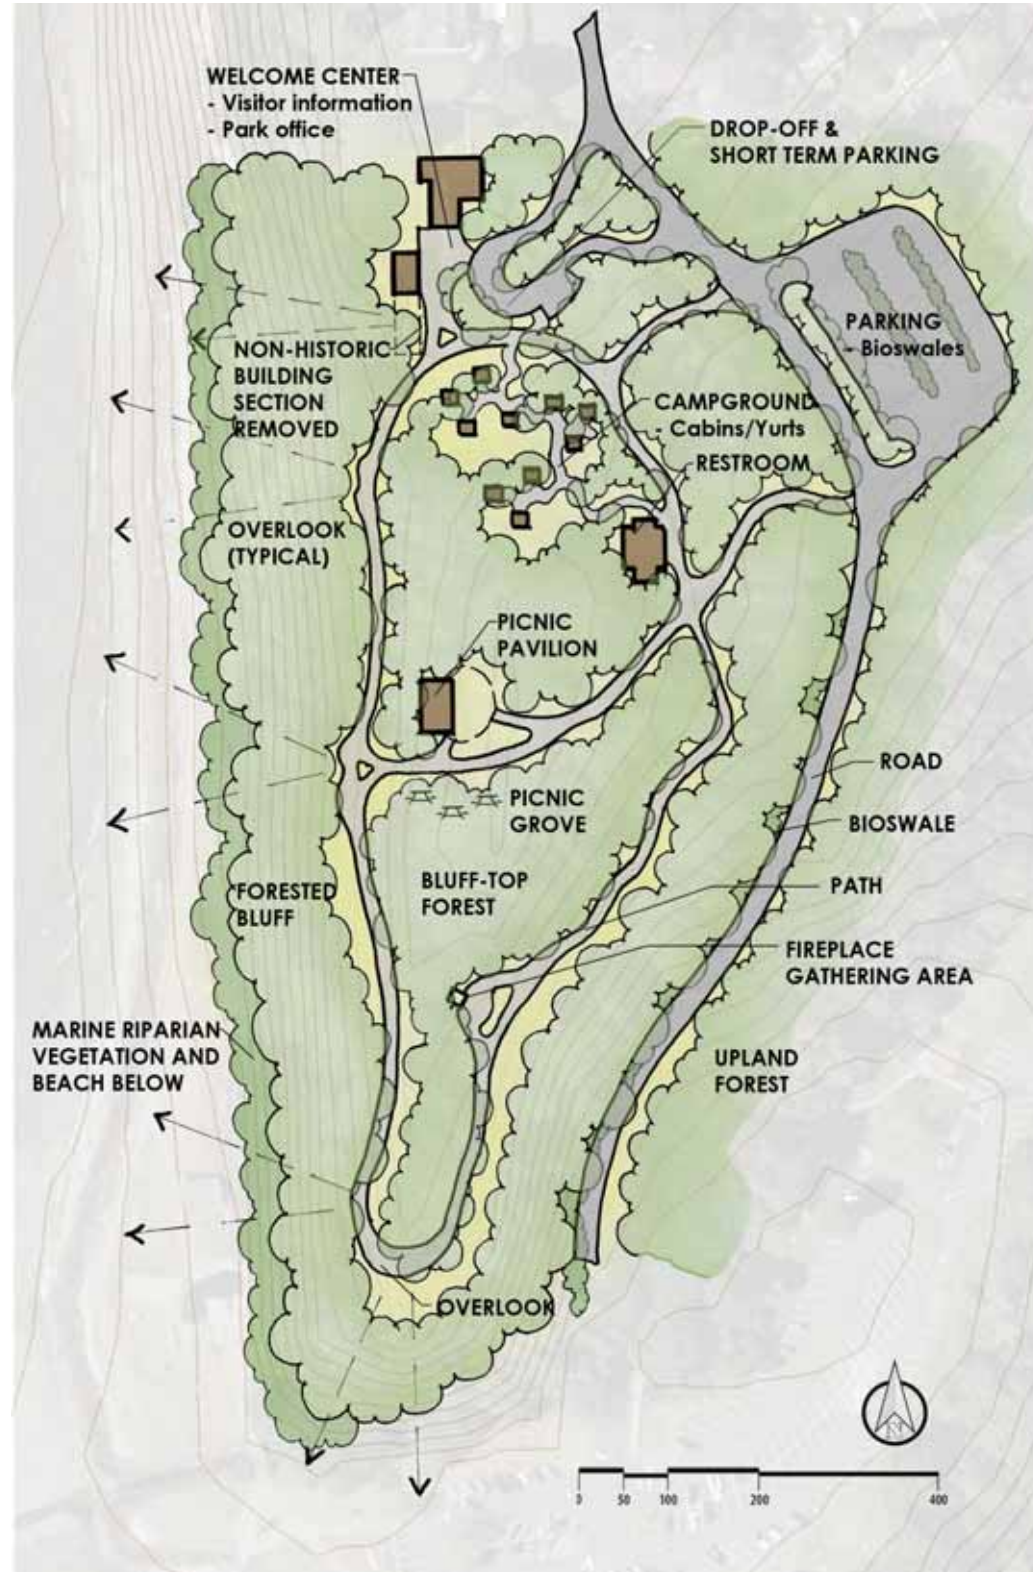 WELCOME CENTER
- Visitor information
- Park office
DROP-OFF &
SHORT TERM PARKING
PARKING
- Bioswales
NON-HISTORIC
BUILDING
SECTION
REMOVED
CAMPGROUND
- Cabins/Yurts
RESTROOM
OVERLOOK
(TYPICAL)
PICNIC
PAVILION
ROAD
PICNIC
GROVE
BIOSWALE
FORESTED
BLUFF
BLUFF-TOP
FOREST
PATH
FIREPLACE
GATHERING AREA
MARINE RIPARIAN
VEGETATION AND
BEACH BELOW
UPLAND
FOREST
OVERLOOK
N
0 50 100 200 400